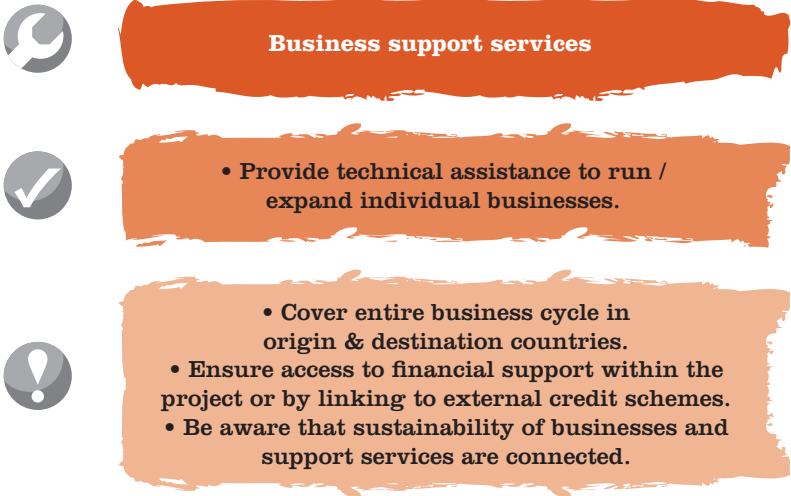 Business support services
• Provide technical assistance to run /
expand individual businesses.
• Cover entire business cycle in
origin & destination countries.
• Ensure access to financial support within the
project or by linking to external credit schemes.
• Be aware that sustainability of businesses and
support services are connected.